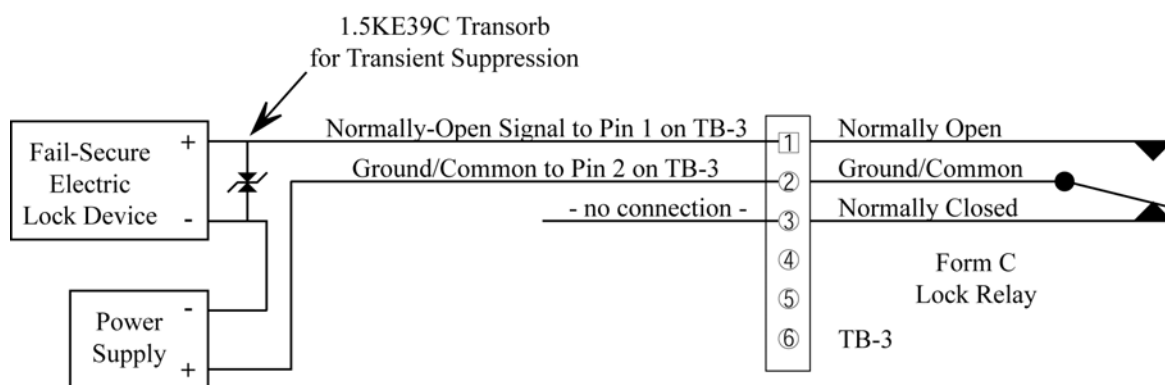 1.5KE39C Transorb
for Transient Suppression
+
Fail-Secure
Electric
Lock Device
-
Normally-Open Signal to Pin 1 on TB-3
Ground/Common to Pin 2 on TB-3
- no connection -
1
2
3
4
5
6
Normally Open
Ground/Common
Normally Closed
Form C
Lock Relay
TB-3
-
Power
Supply
+